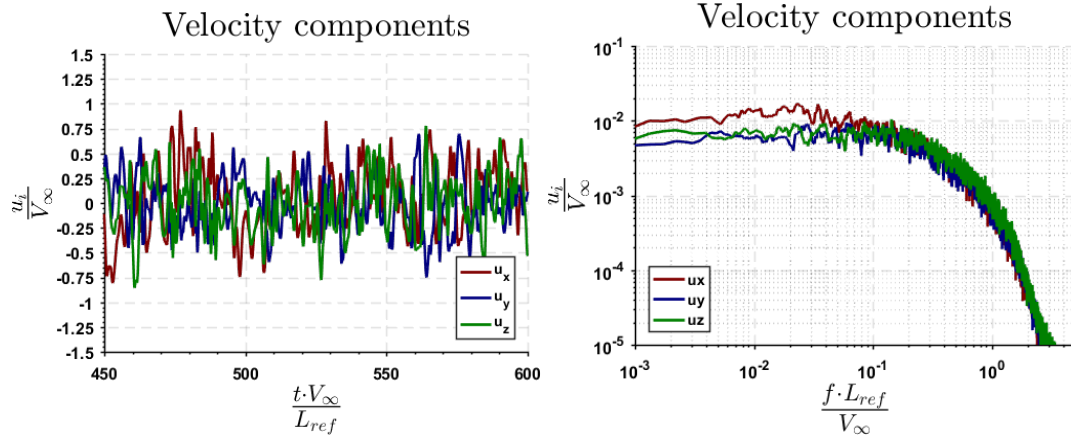 Velocity components
1.5
1.25
1
0.75
0.5
0.25
0
-0.25
-0.5
-0.75
-1
-1.25
-1.5
u_i / V_∞
450
500
550
600
t·V_∞ / L_ref
u_x
u_y
u_z
Velocity components
10^-1
10^-2
10^-3
10^-4
10^-5
u_i / V_∞
10^-3
10^-2
10^-1
10^0
f·L_ref / V_∞
ux
uy
uz